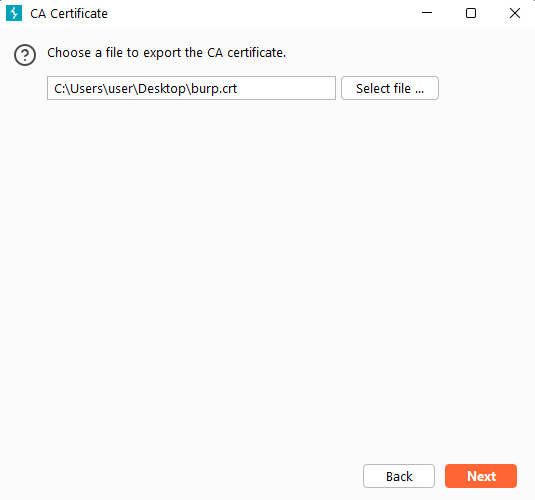 CA Certificate
Choose a file to export the CA certificate.
C:\Users\user\Desktop\burp.crt
Select file ...
Back
Next